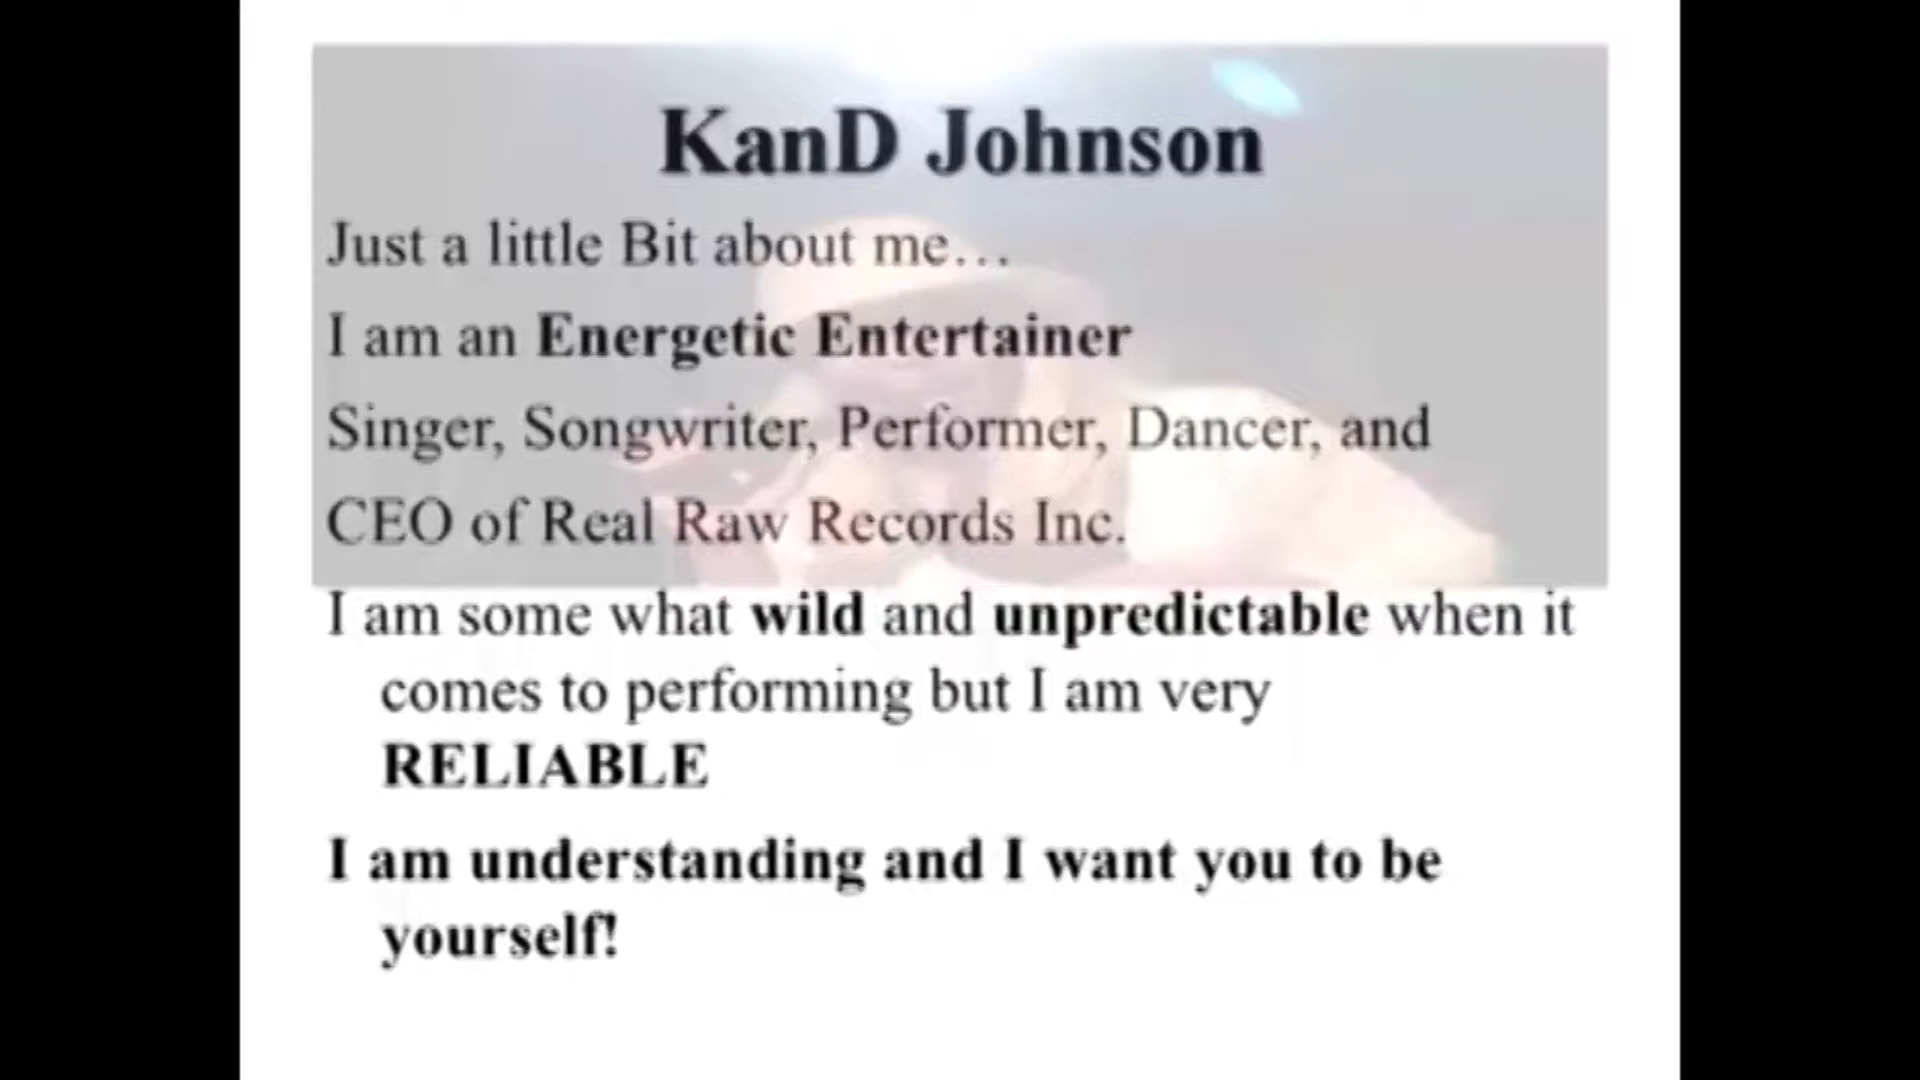 KanD Johnson
Just a little Bit about me…
I am an Energetic Entertainer
Singer, Songwriter, Performer, Dancer, and
CEO of Real Raw Records Inc.
I am some what wild and unpredictable when it
comes to performing but I am very
RELIABLE
I am understanding and I want you to be
yourself!